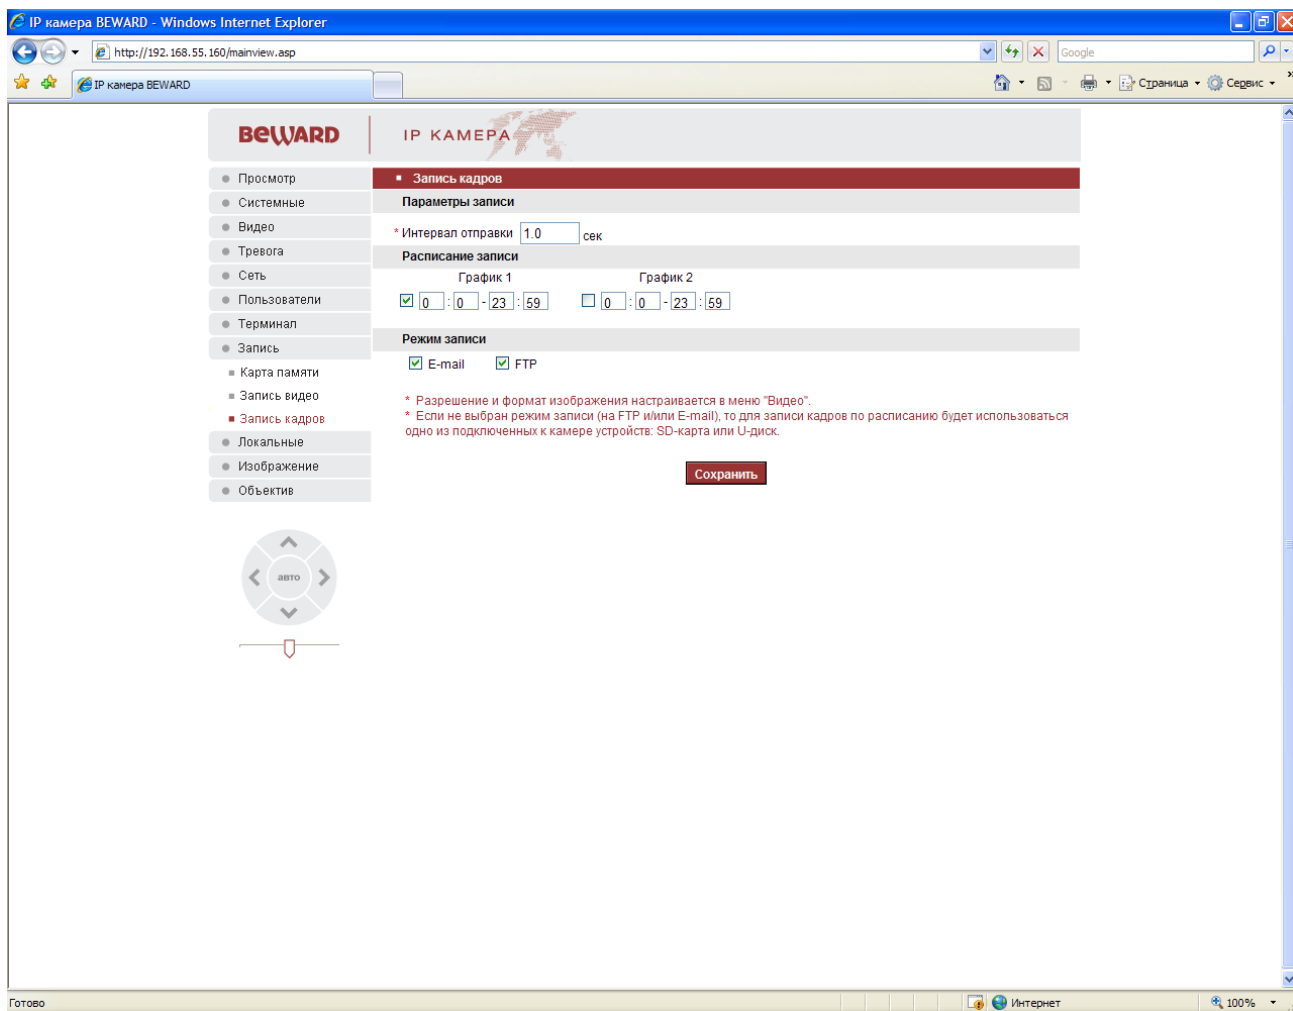 IP камера BEWARD - Windows Internet Explorer
http://192.168.55.160/mainview.asp
Google
IP камера BEWARD
Страница
Сервис
BEWARD
IP КАМЕРА
Просмотр
Системные
Видео
Тревога
Сеть
Пользователи
Терминал
Запись
Карта памяти
Запись видео
Запись кадров
Локальные
Изображение
Объектив
авто
Запись кадров
Параметры записи
* Интервал отправки 1.0 сек
Расписание записи
График 1 График 2
0 : 0 - 23 : 59 0 : 0 - 23 : 59
Режим записи
E-mail FTP
* Разрешение и формат изображения настраивается в меню "Видео".
* Если не выбран режим записи (на FTP и/или E-mail), то для записи кадров по расписанию будет использоваться
одно из подключенных к камере устройств: SD-карта или U-диск.
Сохранить
Готово
Интернет
100%